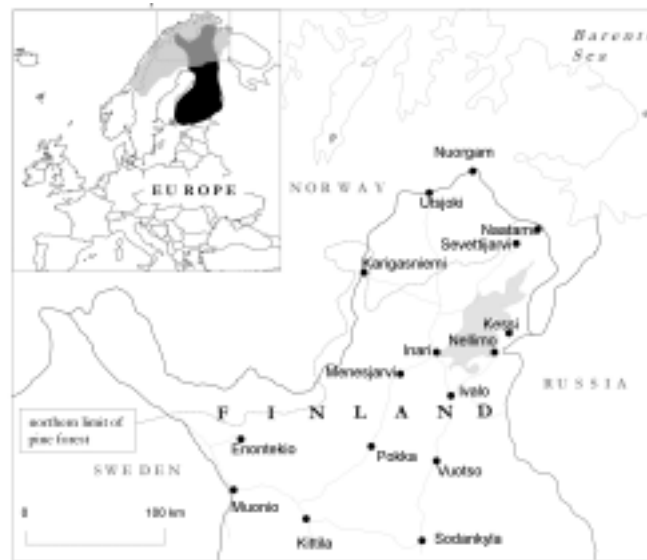 Barents
Sea
Nuorgam
NORWAY
Utsjoki
EUROPE
Naatamo
Sevettijarvi
Karigasniemi
Kessi
Inari
Nellimo
Menesjarvi
RUSSIA
Ivalo
FINLAND
northern limit of
pine forest
Enontekio
Pokka
SWEDEN
Vuotso
Muonio
0
100 km
Kittila
Sodankyla